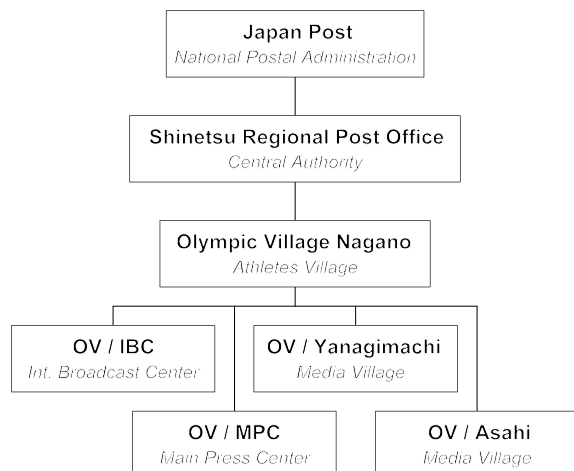 Japan Post
National Postal Administration
Shinetsu Regional Post Office
Central Authority
Olympic Village Nagano
Athletes Village
OV / IBC
Int. Broadcast Center
OV / Yanagimachi
Media Village
OV / MPC
Main Press Center
OV / Asahi
Media Village